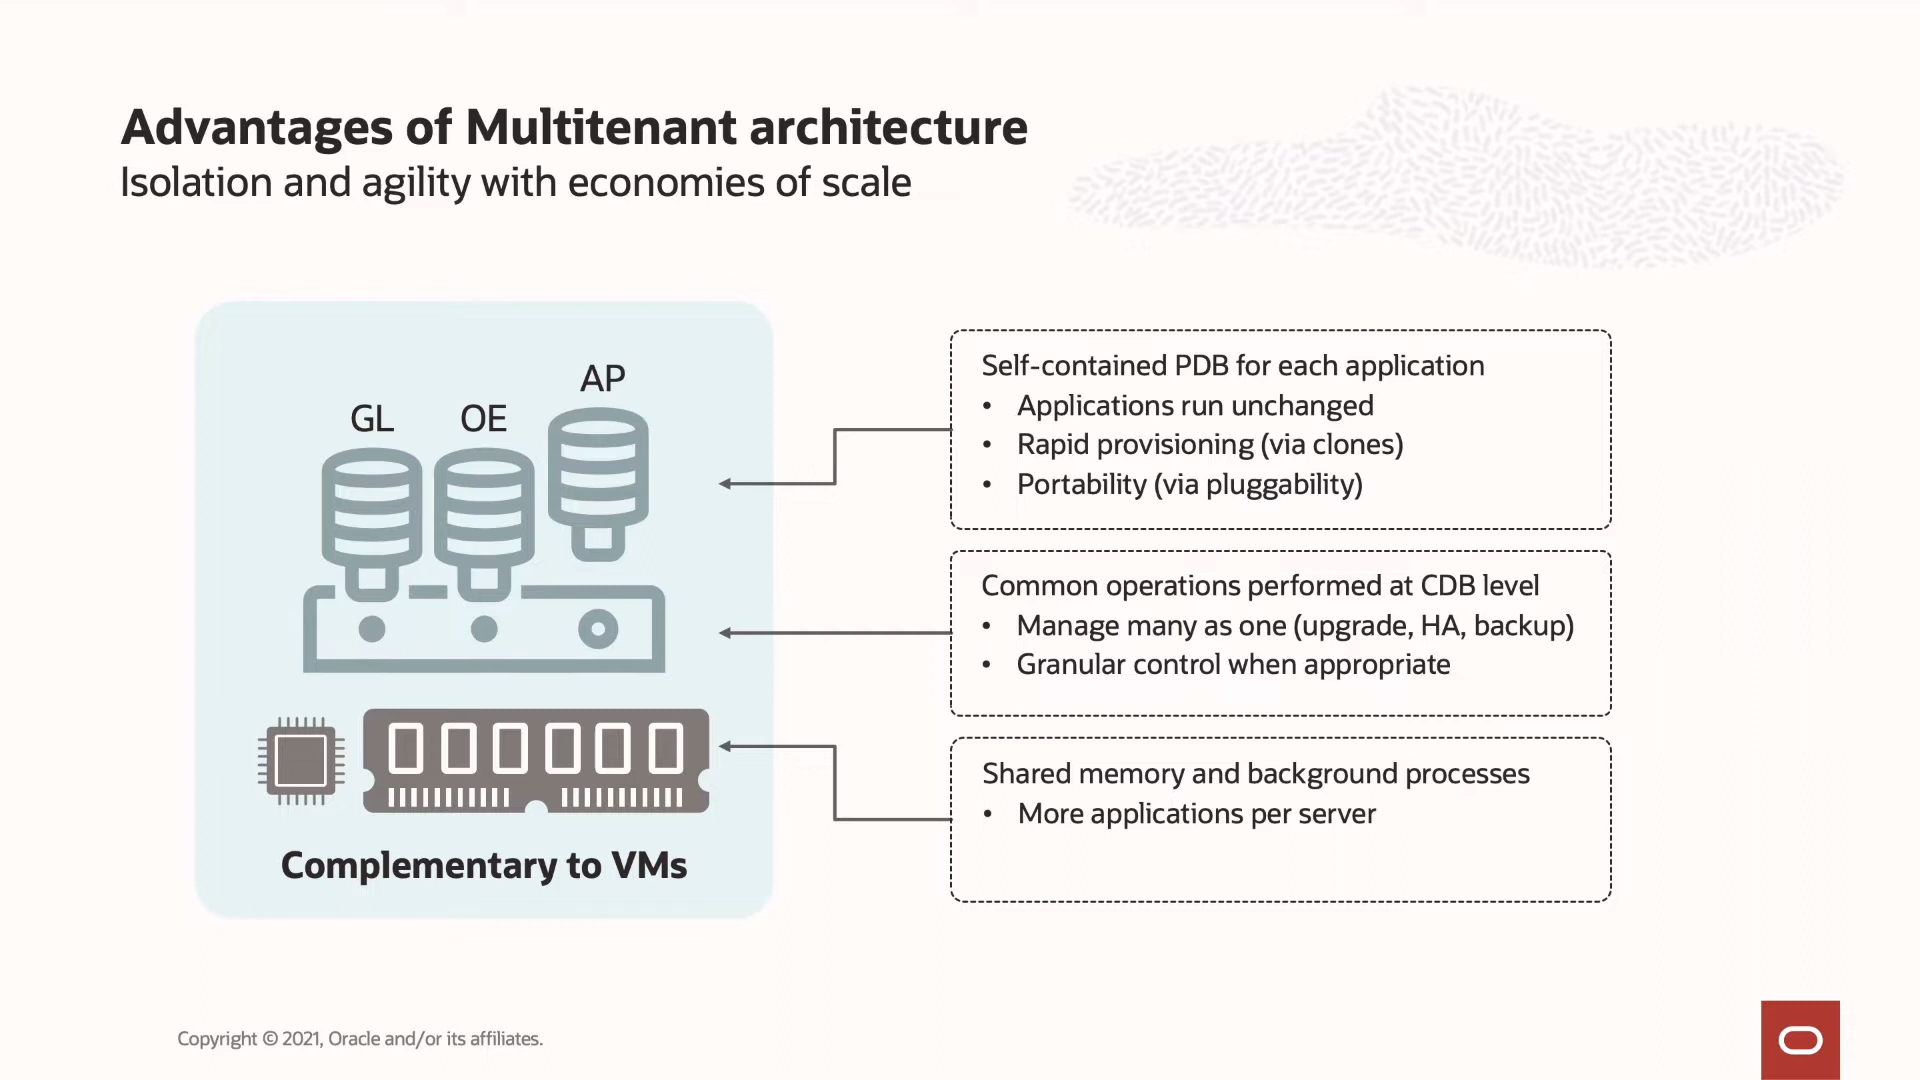 Advantages of Multitenant architecture
Isolation and agility with economies of scale
AP
GL OE
Complementary to VMs
Self-contained PDB for each application
• Applications run unchanged
• Rapid provisioning (via clones)
• Portability (via pluggability)
Common operations performed at CDB level
• Manage many as one (upgrade, HA, backup)
• Granular control when appropriate
Shared memory and background processes
• More applications per server
Copyright © 2021, Oracle and/or its affiliates.